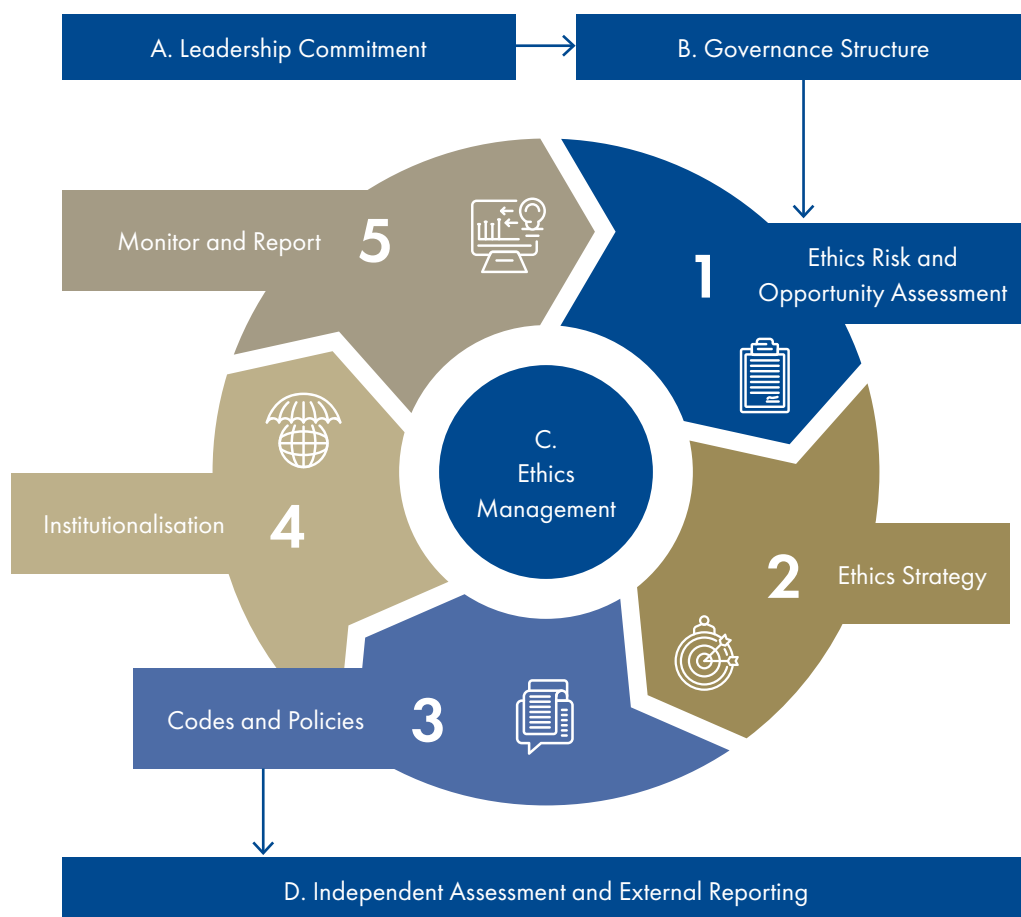 A. Leadership Commitment
B. Governance Structure
Monitor and Report
5
1
Ethics Risk and
Opportunity Assessment
C.
Ethics
Management
Institutionalisation
4
2
Ethics Strategy
Codes and Policies
3
D. Independent Assessment and External Reporting